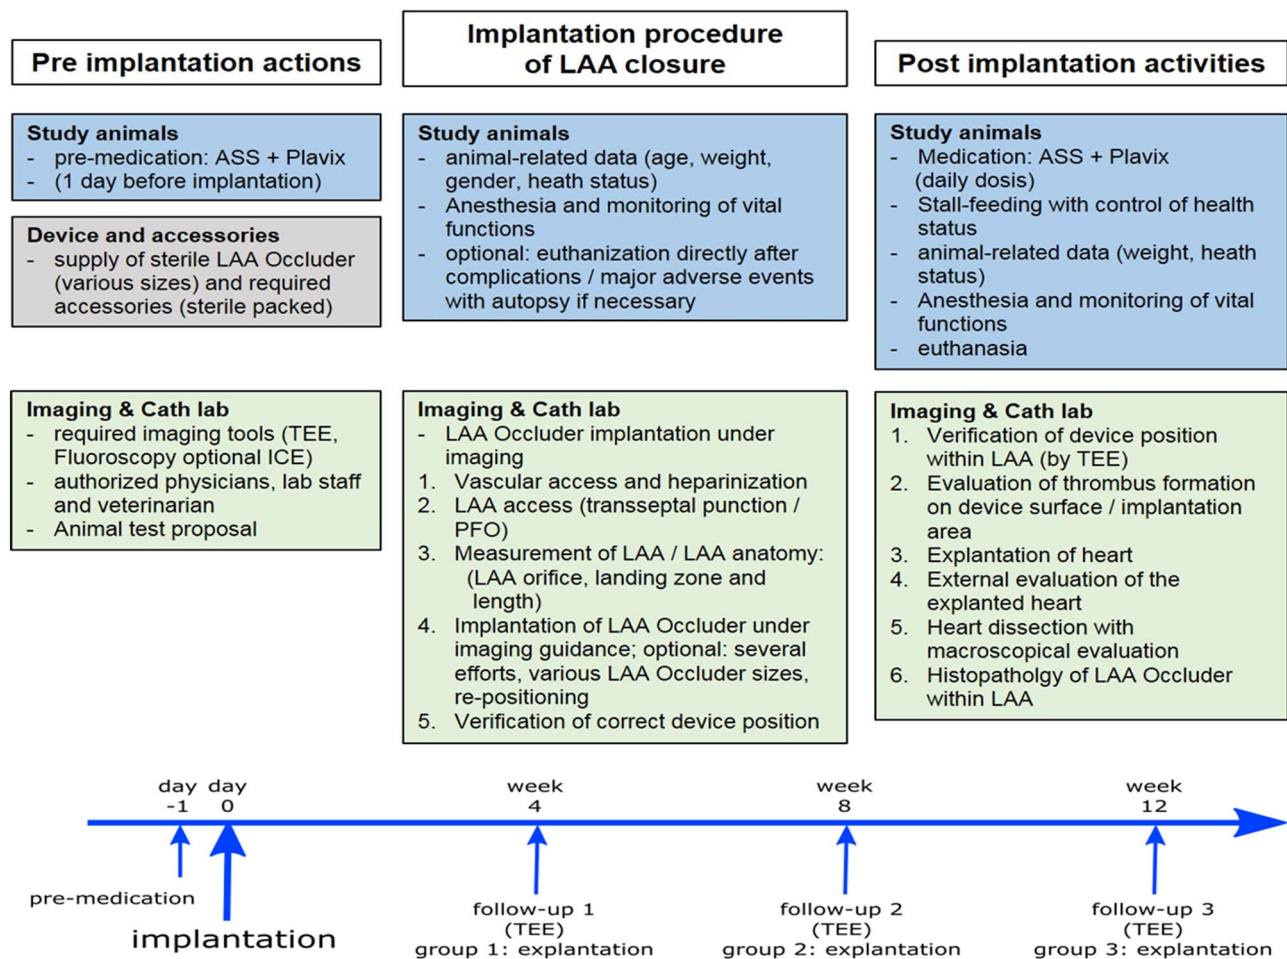 Pre implantation actions
Implantation procedure
of LAA closure
Post implantation activities
Study animals
- pre-medication: ASS + Plavix
- (1 day before implantation)
Device and accessories
- supply of sterile LAA Occluder
(various sizes) and required
accessories (sterile packed)
Study animals
- animal-related data (age, weight,
gender, heath status)
- Anesthesia and monitoring of vital
functions
- optional: euthanization directly after
complications / major adverse events
with autopsy if necessary
Study animals
- Medication: ASS + Plavix
(daily dosis)
- Stall-feeding with control of health
status
- animal-related data (weight, heath
status)
- Anesthesia and monitoring of vital
functions
- euthanasia
Imaging & Cath lab
- required imaging tools (TEE,
Fluoroscopy optional ICE)
- authorized physicians, lab staff
and veterinarian
- Animal test proposal
Imaging & Cath lab
- LAA Occluder implantation under
imaging
1. Vascular access and heparinization
2. LAA access (transseptal punction /
PFO)
3. Measurement of LAA / LAA anatomy:
(LAA orifice, landing zone and
length)
4. Implantation of LAA Occluder under
imaging guidance; optional: several
efforts, various LAA Occluder sizes,
re-positioning
5. Verification of correct device position
Imaging & Cath lab
1. Verification of device position
within LAA (by TEE)
2. Evaluation of thrombus formation
on device surface / implantation
area
3. Explantation of heart
4. External evaluation of the
explanted heart
5. Heart dissection with
macroscopical evaluation
6. Histopatholgy of LAA Occluder
within LAA
day day
-1 0
week
4
week
8
week
12
pre-medication
implantation
follow-up 1
(TEE)
group 1: explantation
follow-up 2
(TEE)
group 2: explantation
follow-up 3
(TEE)
group 3: explantation